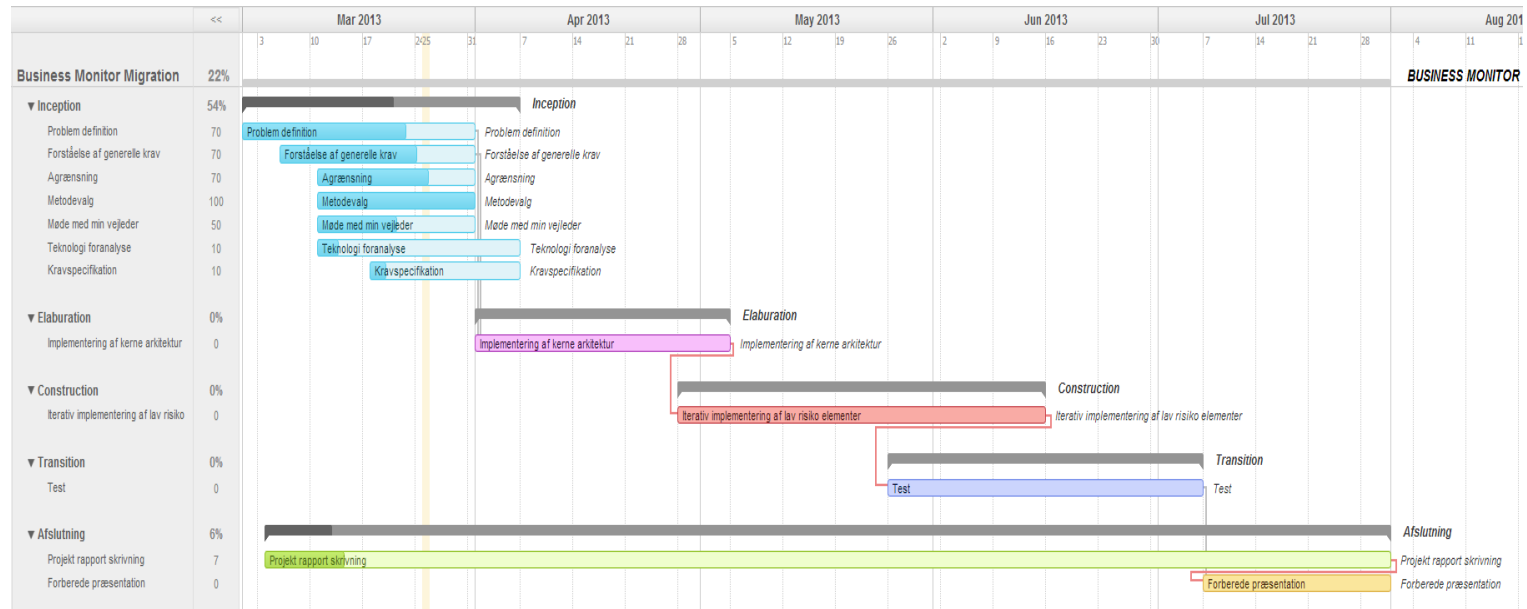 << Mar 2013 Apr 2013 May 2013 Jun 2013 Jul 2013 Aug 201
3 10 17 24 25 31 7 14 21 28 5 12 19 26 2 9 16 23 30 7 14 21 28 4 11 1
Business Monitor Migration 22% BUSINESS MONITOR
▼ Inception 54% Inception
Problem definition 70 Problem definition Problem definition
Forståelse af generelle krav 70 Forståelse af generelle krav Forståelse af generelle krav
Agrænsning 70 Agrænsning Agrænsning
Metodevalg 100 Metodevalg Metodevalg
Møde med min vejleder 50 Møde med min vejleder Møde med min vejleder
Teknologi foranalyse 10 Teknologi foranalyse Teknologi foranalyse
Kravspecifikation 10 Kravspecifikation Kravspecifikation
▼ Elaburation 0% Elaburation
Implementering af kerne arkitektur 0 Implementering af kerne arkitektur Implementering af kerne arkitektur
▼ Construction 0% Construction
Iterativ implementering af lav risiko 0 Iterativ implementering af lav risiko elementer Iterativ implementering af lav risiko elementer
▼ Transition 0% Transition
Test 0 Test Test
▼ Afslutning 6% Afslutning
Projekt rapport skrivning 7 Projekt rapport skrivning Projekt rapport skrivning
Forberede præsentation 0 Forberede præsentation Forberede præsentation